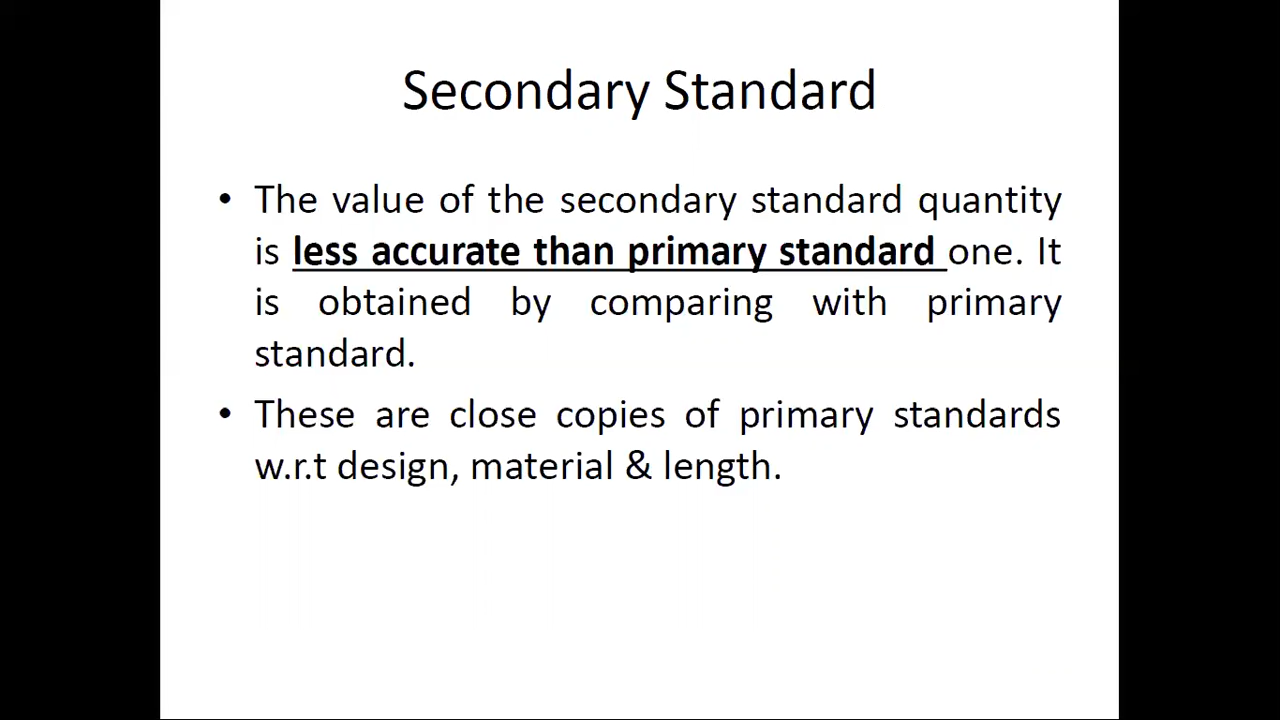 Secondary Standard
• The value of the secondary standard quantity
is less accurate than primary standard one. It
is obtained by comparing with primary
standard.
• These are close copies of primary standards
w.r.t design, material & length.